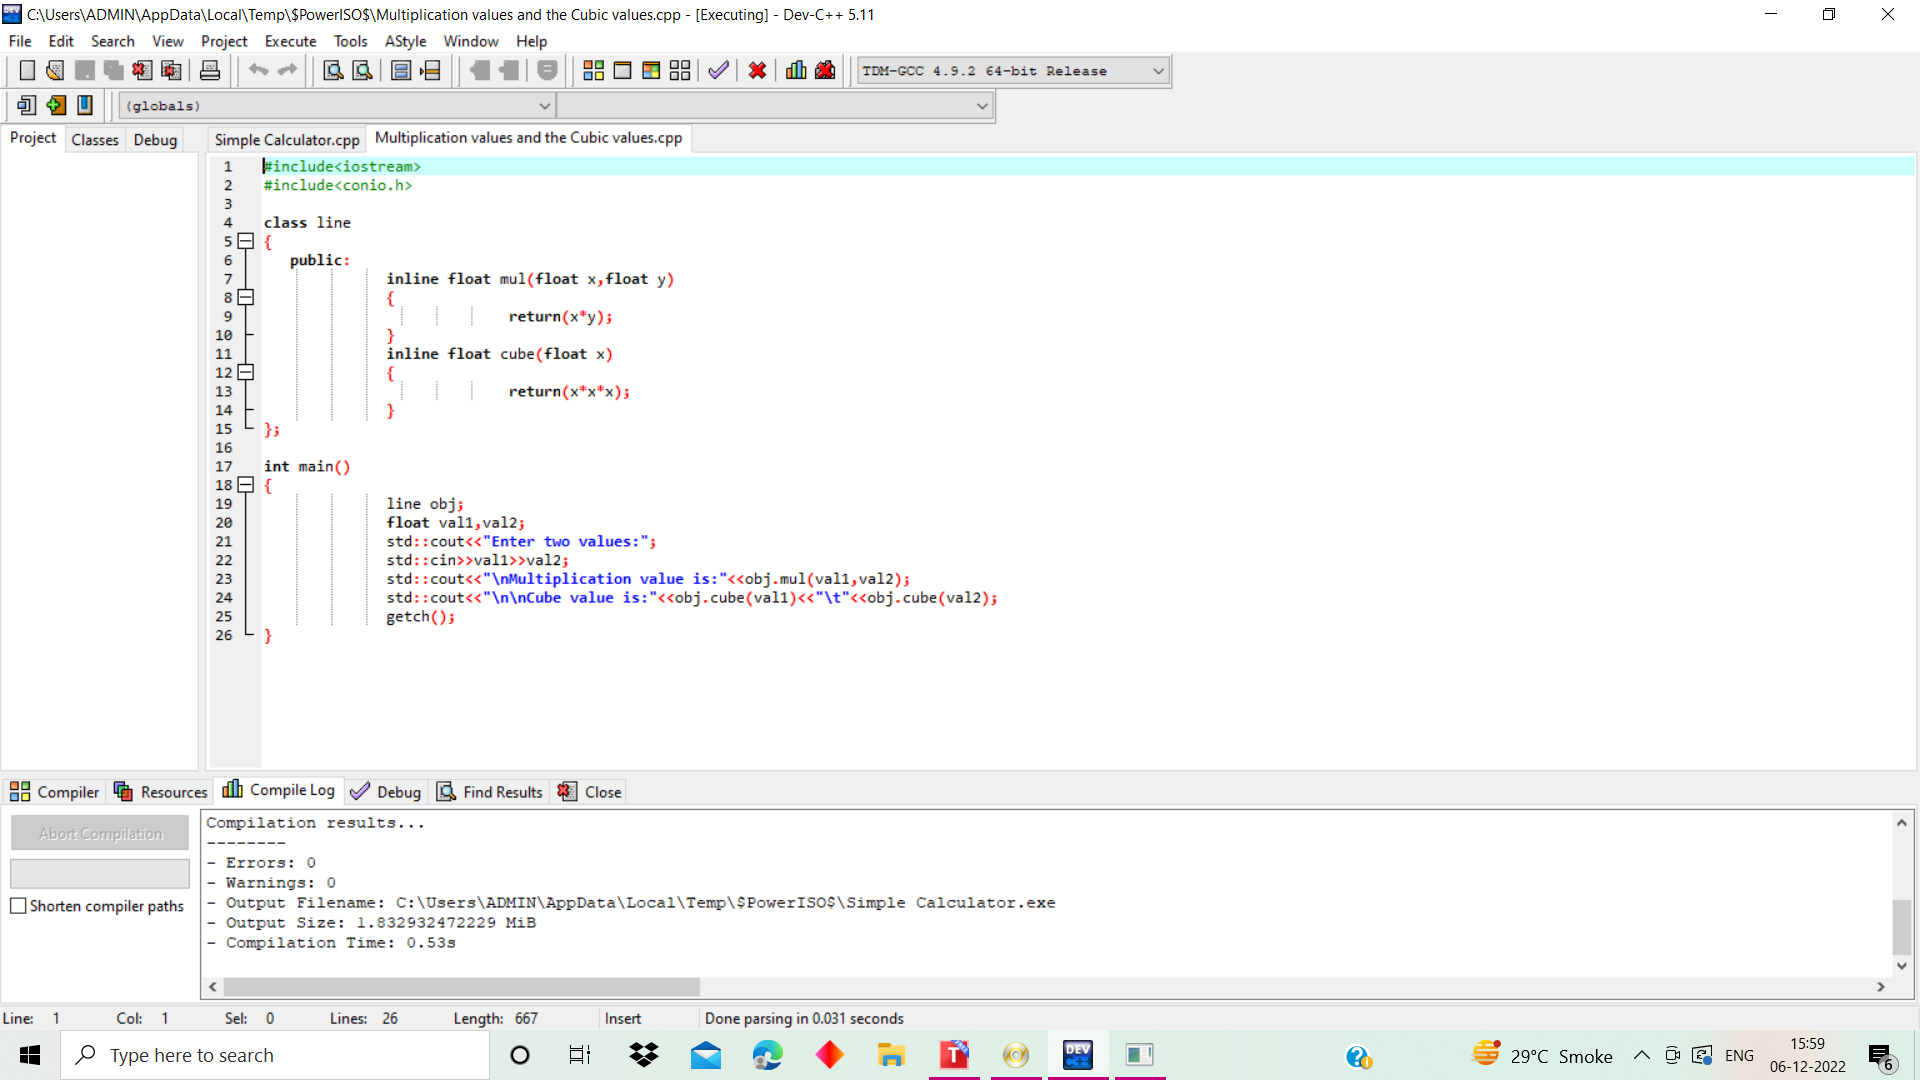 C:\Users\ADMIN\AppData\Local\Temp\$PowerISO$\Multiplication values and the Cubic values.cpp - [Executing] - Dev-C++ 5.11
File Edit Search View Project Execute Tools AStyle Window Help
TDM-GCC 4.9.2 64-bit Release
(globals)
Project Classes Debug Simple Calculator.cpp Multiplication values and the Cubic values.cpp
1 #include<iostream>
2 #include<conio.h>
3
4 class line
5 {
6 public:
7 inline float mul(float x,float y)
8 {
9 return(x*y);
10 }
11 inline float cube(float x)
12 {
13 return(x*x*x);
14 }
15 };
16
17 int main()
18 {
19 line obj;
20 float val1,val2;
21 std::cout<<"Enter two values:";
22 std::cin>>val1>>val2;
23 std::cout<<"\nMultiplication value is:"<<obj.mul(val1,val2);
24 std::cout<<"\n\nCube value is:"<<obj.cube(val1)<<"\t"<<obj.cube(val2);
25 getch();
26 }
Compiler Resources Compile Log Debug Find Results Close
Abort Compilation
Shorten compiler paths
Compilation results...
--------
- Errors: 0
- Warnings: 0
- Output Filename: C:\Users\ADMIN\AppData\Local\Temp\$PowerISO$\Simple Calculator.exe
- Output Size: 1.832932472229 MiB
- Compilation Time: 0.53s
Line: 1 Col: 1 Sel: 0 Lines: 26 Length: 667 Insert Done parsing in 0.031 seconds
Type here to search
DEV C++
29°C Smoke ENG 15:59
06-12-2022
6